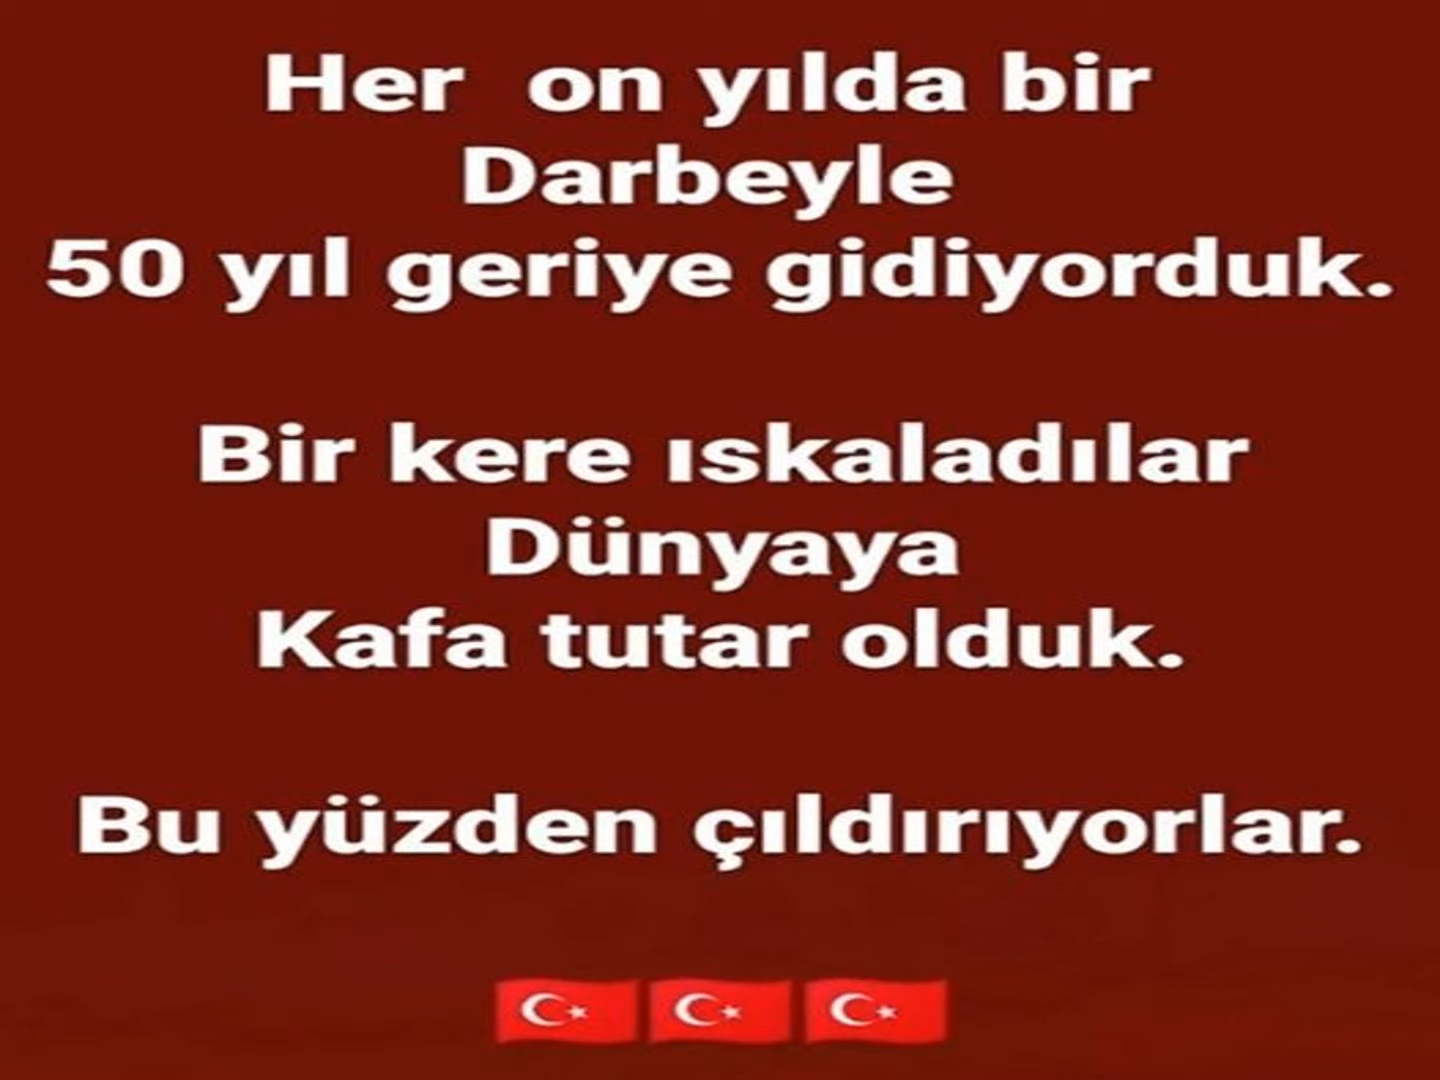 Her on yılda bir
Darbeyle
50 yıl geriye gidiyorduk.
Bir kere ıskaladılar
Dünyaya
Kafa tutar olduk.
Bu yüzden çıldırıyorlar.